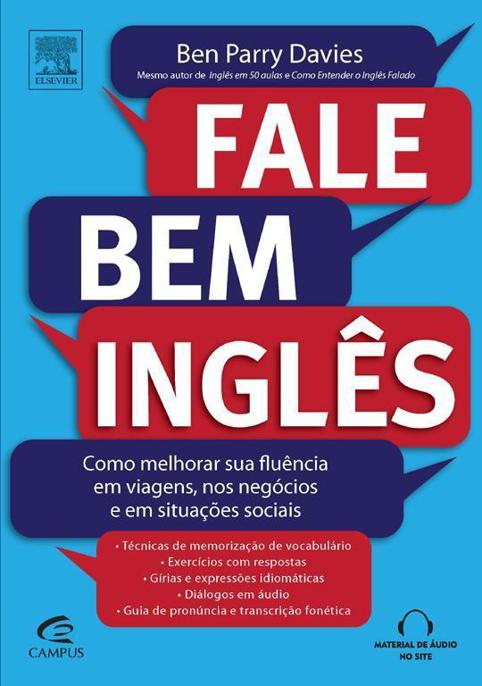 ELSEVIER
Ben Parry Davies
Mesmo autor de Inglês em 50 aulas e Como Entender o Inglês Falado
FALE
BEM
INGLÊS
Como melhorar sua fluência
em viagens, nos negócios
e em situações sociais
• Técnicas de memorização de vocabulário
• Exercícios com respostas
• Gírias e expressões idiomáticas
• Diálogos em áudio
• Guia de pronúncia e transcrição fonética
CAMPUS
MATERIAL DE ÁUDIO
NO SITE